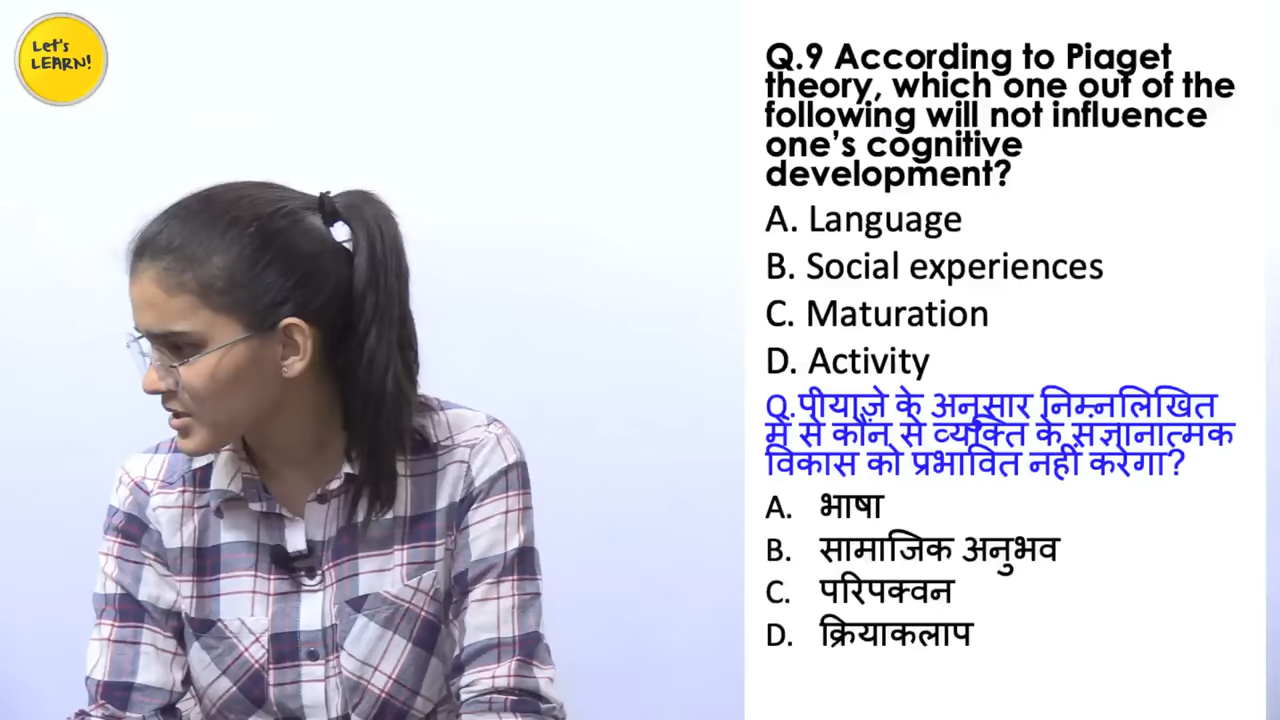 Let's
LEARN!
Q.9 According to Piaget
theory, which one out of the
following will not influence
one's cognitive
development?
A. Language
B. Social experiences
C. Maturation
D. Activity
Q.पीयाज़े के अनुसार निम्नलिखित
में से कौन से व्यक्ति के संज्ञानात्मक
विकास को प्रभावित नहीं करेगा?
A. भाषा
B. सामाजिक अनुभव
C. परिपक्वन
D. क्रियाकलाप